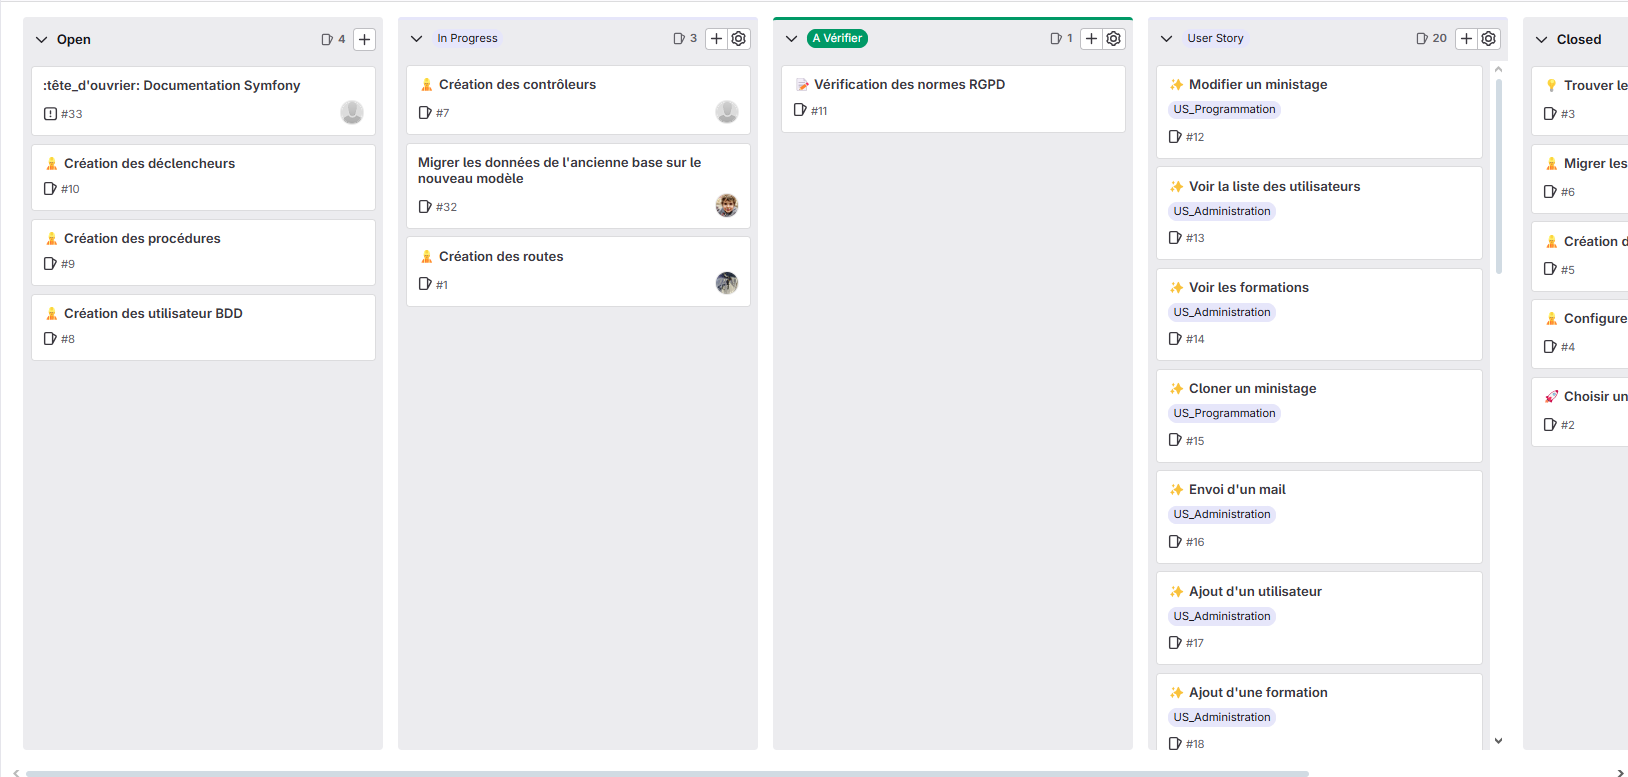 Open 4
:tête_d'ouvrier: Documentation Symfony
#33
Création des déclencheurs
#10
Création des procédures
#9
Création des utilisateur BDD
#8
In Progress 3
Création des contrôleurs
#7
Migrer les données de l'ancienne base sur le
nouveau modèle
#32
Création des routes
#1
A Vérifier 1
Vérification des normes RGPD
#11
User Story 20
Modifier un ministage
US_Programmation
#12
Voir la liste des utilisateurs
US_Administration
#13
Voir les formations
US_Administration
#14
Cloner un ministage
US_Programmation
#15
Envoi d'un mail
US_Administration
#16
Ajout d'un utilisateur
US_Administration
#17
Ajout d'une formation
US_Administration
#18
Closed
Trouver le
#3
Migrer les
#6
Création d
#5
Configure
#4
Choisir un
#2